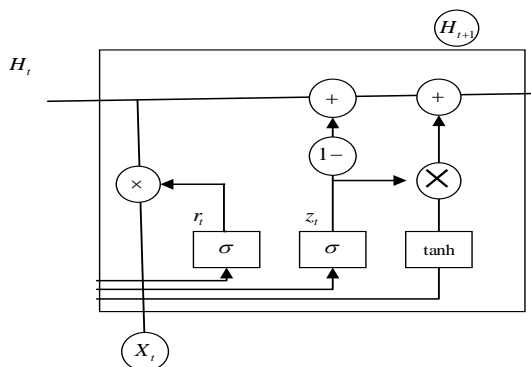 H_{t+1}
H_t
+ +
1−
× ×
r_t z_t
σ σ tanh
X_t